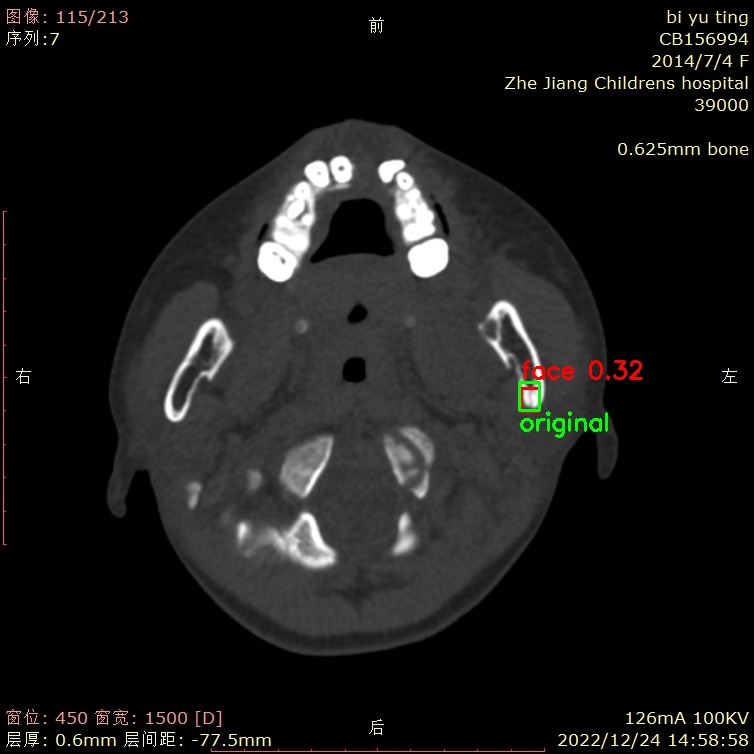 图像: 115/213
序列:7
前
bi yu ting
CB156994
2014/7/4 F
Zhe Jiang Childrens hospital
39000
0.625mm bone
右
左
face 0.32
original
窗位: 450 窗宽: 1500 [D]
层厚: 0.6mm 层间距: -77.5mm
后
126mA 100KV
2022/12/24 14:58:58